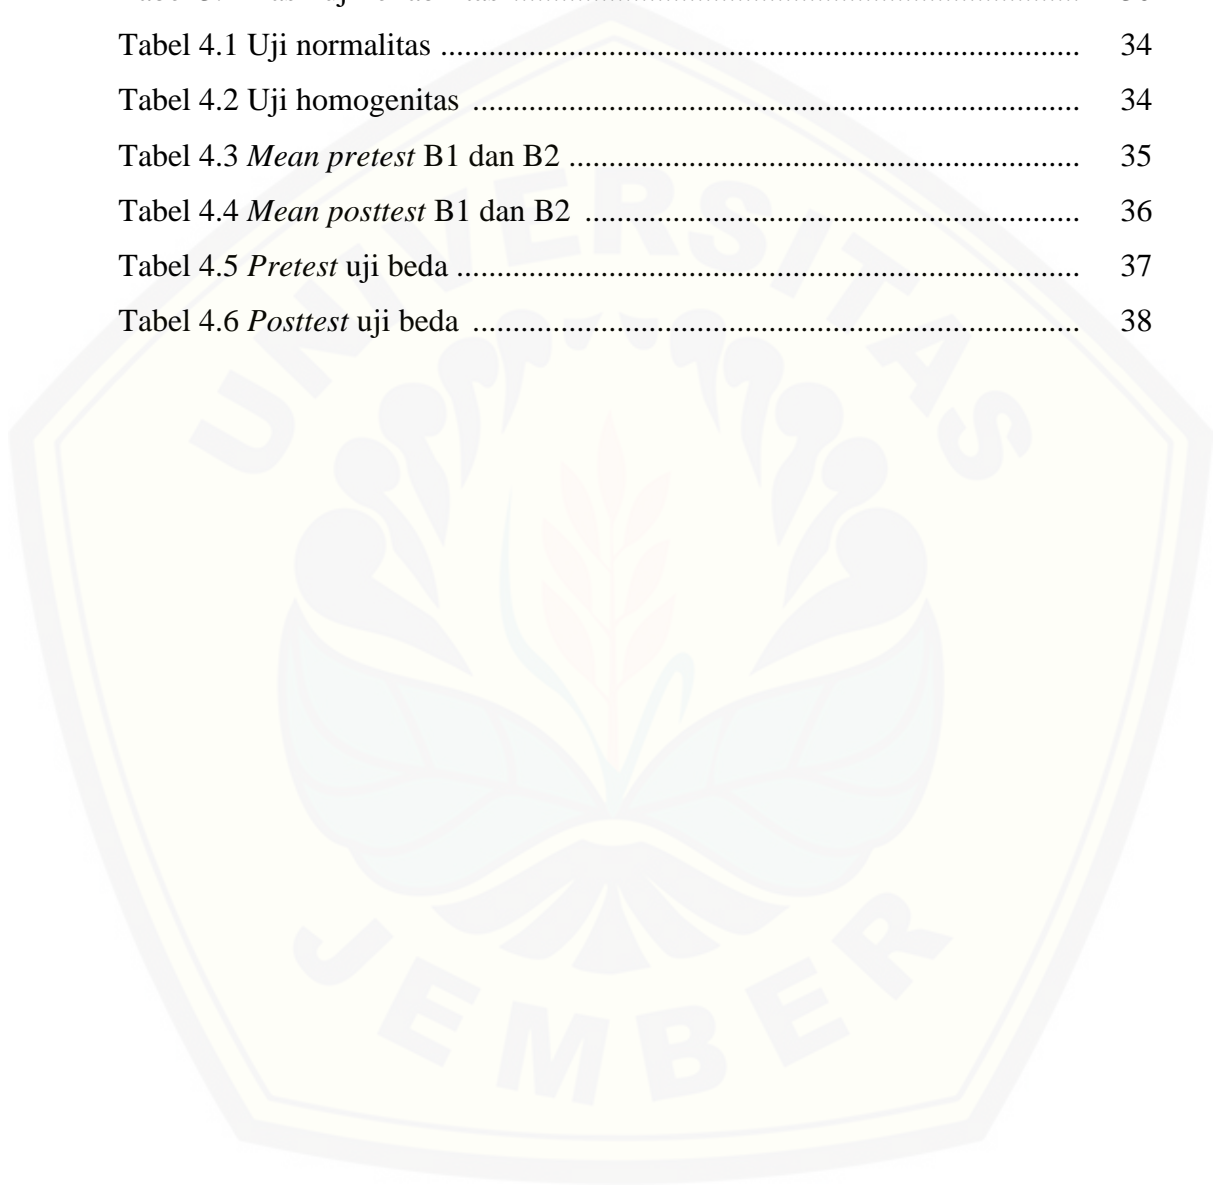 Tabel 4.1 Uji normalitas ................................................................................ 34
Tabel 4.2 Uji homogenitas ............................................................................ 34
Tabel 4.3 Mean pretest B1 dan B2 ................................................................ 35
Tabel 4.4 Mean posttest B1 dan B2 .............................................................. 36
Tabel 4.5 Pretest uji beda .............................................................................. 37
Tabel 4.6 Posttest uji beda ............................................................................ 38
UNIVERSITAS
JEMBER